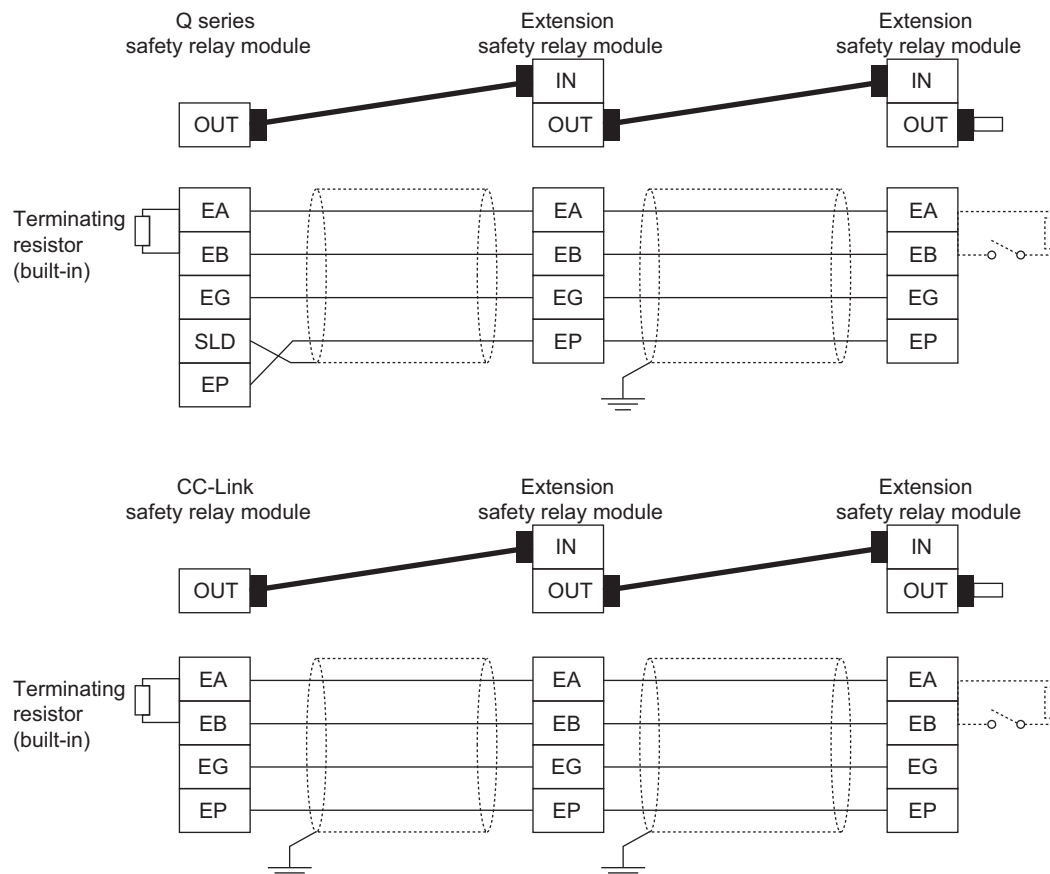 Q series
safety relay module
Extension
safety relay module
Extension
safety relay module
IN
IN
OUT
OUT
OUT
Terminating
resistor
(built-in)
EA
EA
EA
EB
EB
EB
EG
EG
EG
SLD
EP
EP
EP
CC-Link
safety relay module
Extension
safety relay module
Extension
safety relay module
IN
IN
OUT
OUT
OUT
Terminating
resistor
(built-in)
EA
EA
EA
EB
EB
EB
EG
EG
EG
EP
EP
EP